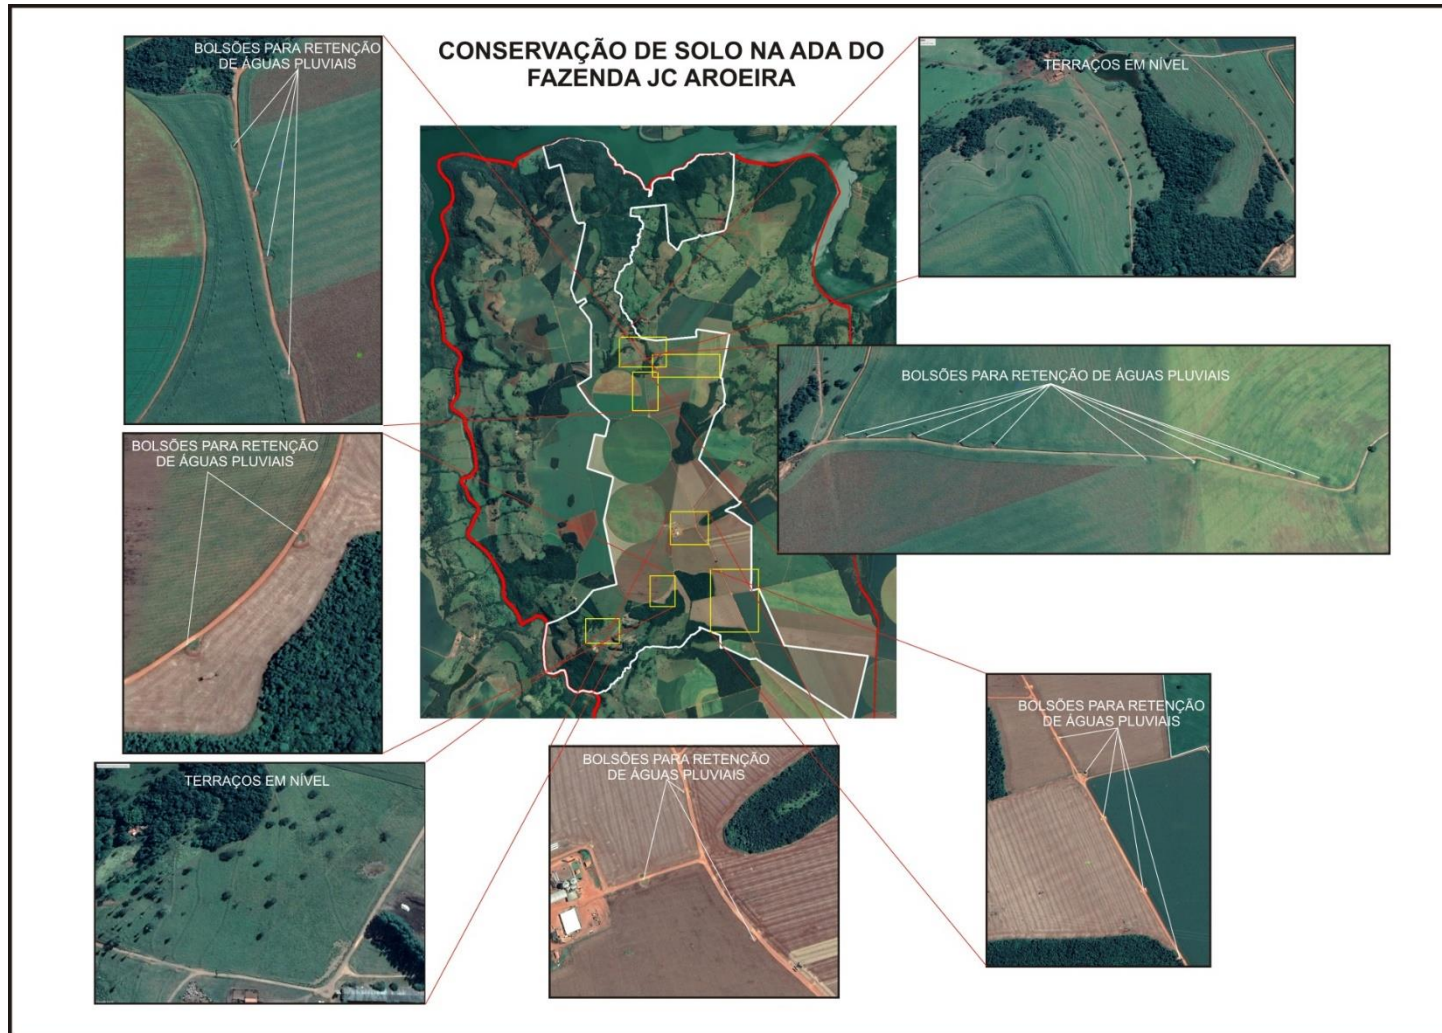 CONSERVAÇÃO DE SOLO NA ADA DO
FAZENDA JC AROEIRA
BOLSÕES PARA RETENÇÃO
DE ÁGUAS PLUVIAIS
TERRAÇOS EM NÍVEL
BOLSÕES PARA RETENÇÃO DE ÁGUAS PLUVIAIS
BOLSÕES PARA RETENÇÃO
DE ÁGUAS PLUVIAIS
BOLSÕES PARA RETENÇÃO
DE ÁGUAS PLUVIAIS
TERRAÇOS EM NÍVEL
BOLSÕES PARA RETENÇÃO
DE ÁGUAS PLUVIAIS